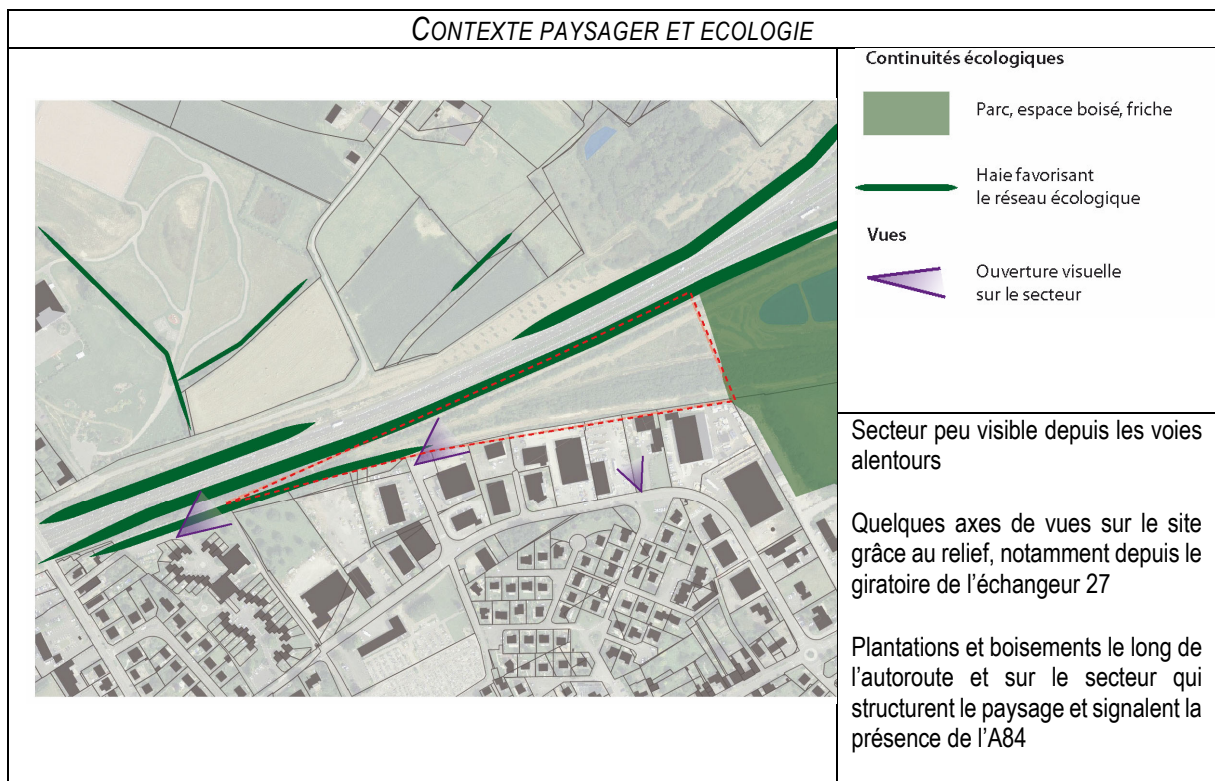 CONTEXTE PAYSAGER ET ECOLOGIE
Continuités écologiques
Parc, espace boisé, friche
Haie favorisant
le réseau écologique
Vues
Ouverture visuelle
sur le secteur
Secteur peu visible depuis les voies
alentours
Quelques axes de vues sur le site
grâce au relief, notamment depuis le
giratoire de l’échangeur 27
Plantations et boisements le long de
l’autoroute et sur le secteur qui
structurent le paysage et signalent la
présence de l’A84